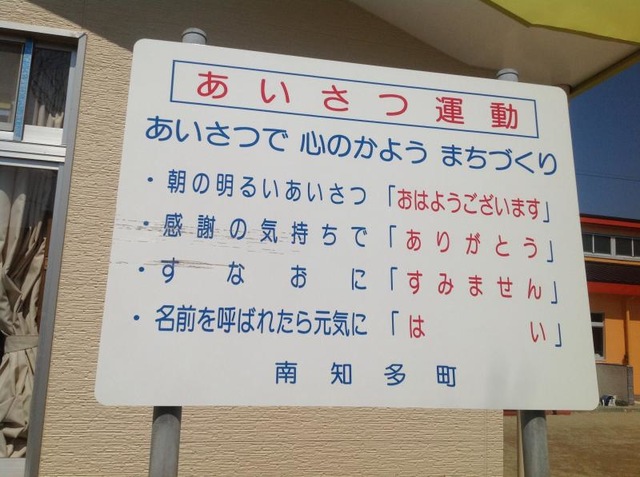 あいさつ運動
あいさつで 心のかよう まちづくり
・朝の明るいあいさつ「おはようございます」
・感謝の気持ちで「ありがとう」
・すなおに「すみません」
・名前を呼ばれたら元気に「はい」
南知多町